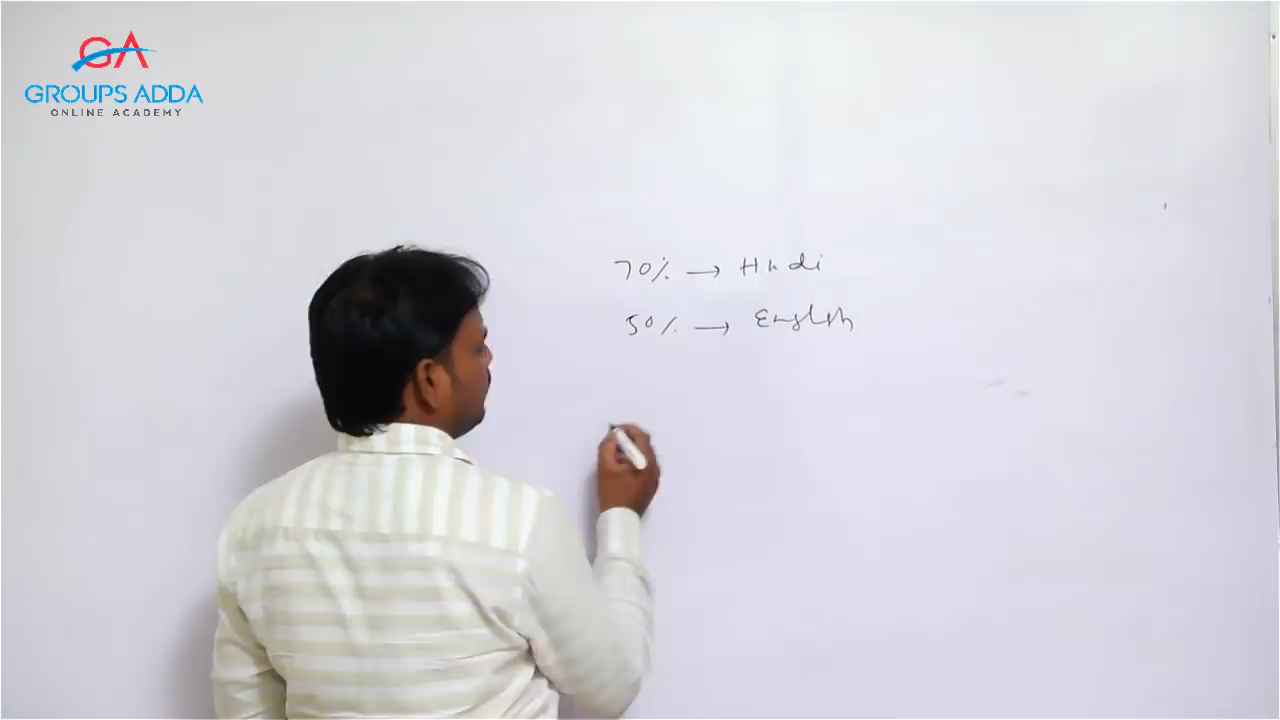 GA
GROUPS ADDA
ONLINE ACADEMY
70% → Hindi
50% → English